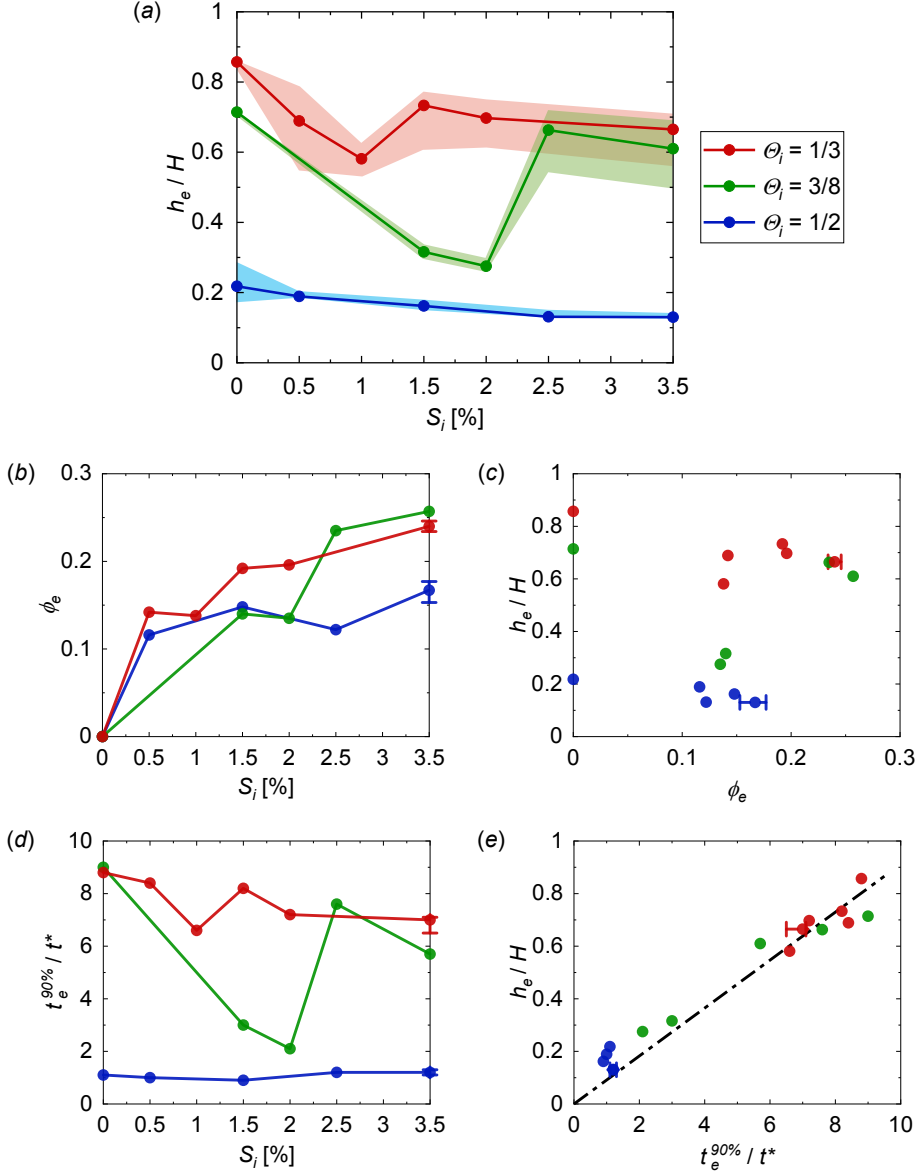 (a)
1
0.8
0.6
0.4
0.2
0
h_e / H
0 0.5 1 1.5 2 2.5 3 3.5
S_i [%]
Θ_i = 1/3
Θ_i = 3/8
Θ_i = 1/2
(b)
0.3
0.2
0.1
0
ϕ_e
0 0.5 1 1.5 2 2.5 3 3.5
S_i [%]
(c)
1
0.8
0.6
0.4
0.2
0
h_e / H
0 0.1 0.2 0.3
ϕ_e
(d)
10
8
6
4
2
0
t_e^90% / t*
0 0.5 1 1.5 2 2.5 3 3.5
S_i [%]
(e)
1
0.8
0.6
0.4
0.2
0
h_e / H
0 2 4 6 8 10
t_e^90% / t*